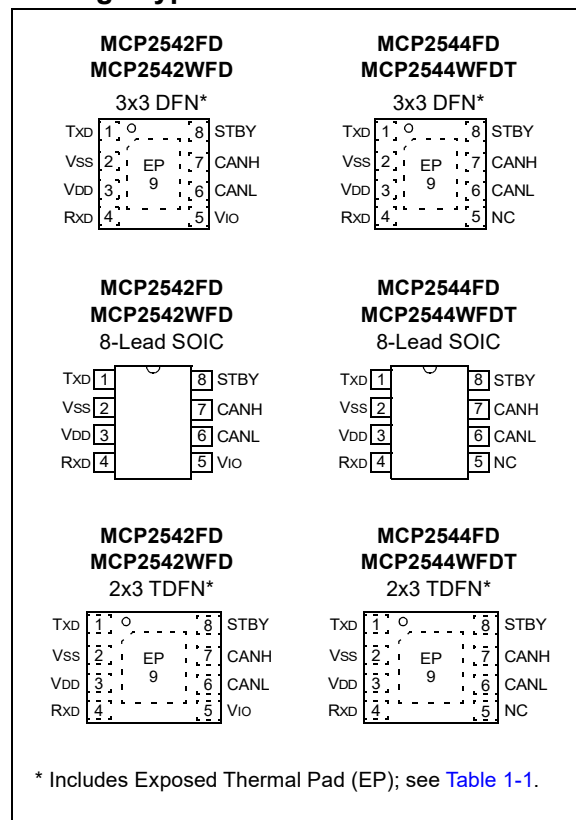 MCP2542FD
MCP2542WFD
3x3 DFN*
TXD 1 8 STBY
VSS 2 EP 7 CANH
VDD 3 9 6 CANL
RXD 4 5 VIO
MCP2544FD
MCP2544WFDT
3x3 DFN*
TXD 1 8 STBY
VSS 2 EP 7 CANH
VDD 3 9 6 CANL
RXD 4 5 NC
MCP2542FD
MCP2542WFD
8-Lead SOIC
TXD 1 8 STBY
VSS 2 7 CANH
VDD 3 6 CANL
RXD 4 5 VIO
MCP2544FD
MCP2544WFDT
8-Lead SOIC
TXD 1 8 STBY
VSS 2 7 CANH
VDD 3 6 CANL
RXD 4 5 NC
MCP2542FD
MCP2542WFD
2x3 TDFN*
TXD 1 8 STBY
VSS 2 EP 7 CANH
VDD 3 9 6 CANL
RXD 4 5 VIO
MCP2544FD
MCP2544WFDT
2x3 TDFN*
TXD 1 8 STBY
VSS 2 EP 7 CANH
VDD 3 9 6 CANL
RXD 4 5 NC
* Includes Exposed Thermal Pad (EP); see Table 1-1.